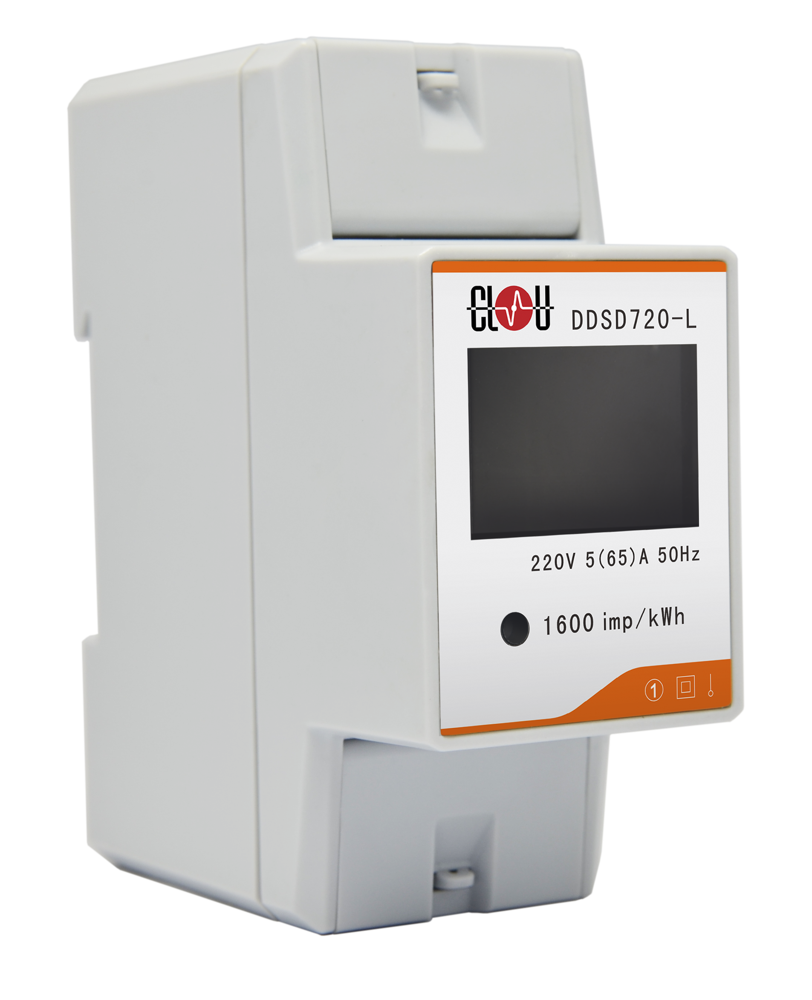 CLOU DDSD720-L
220V 5(65)A 50Hz
1600 imp/kWh
1